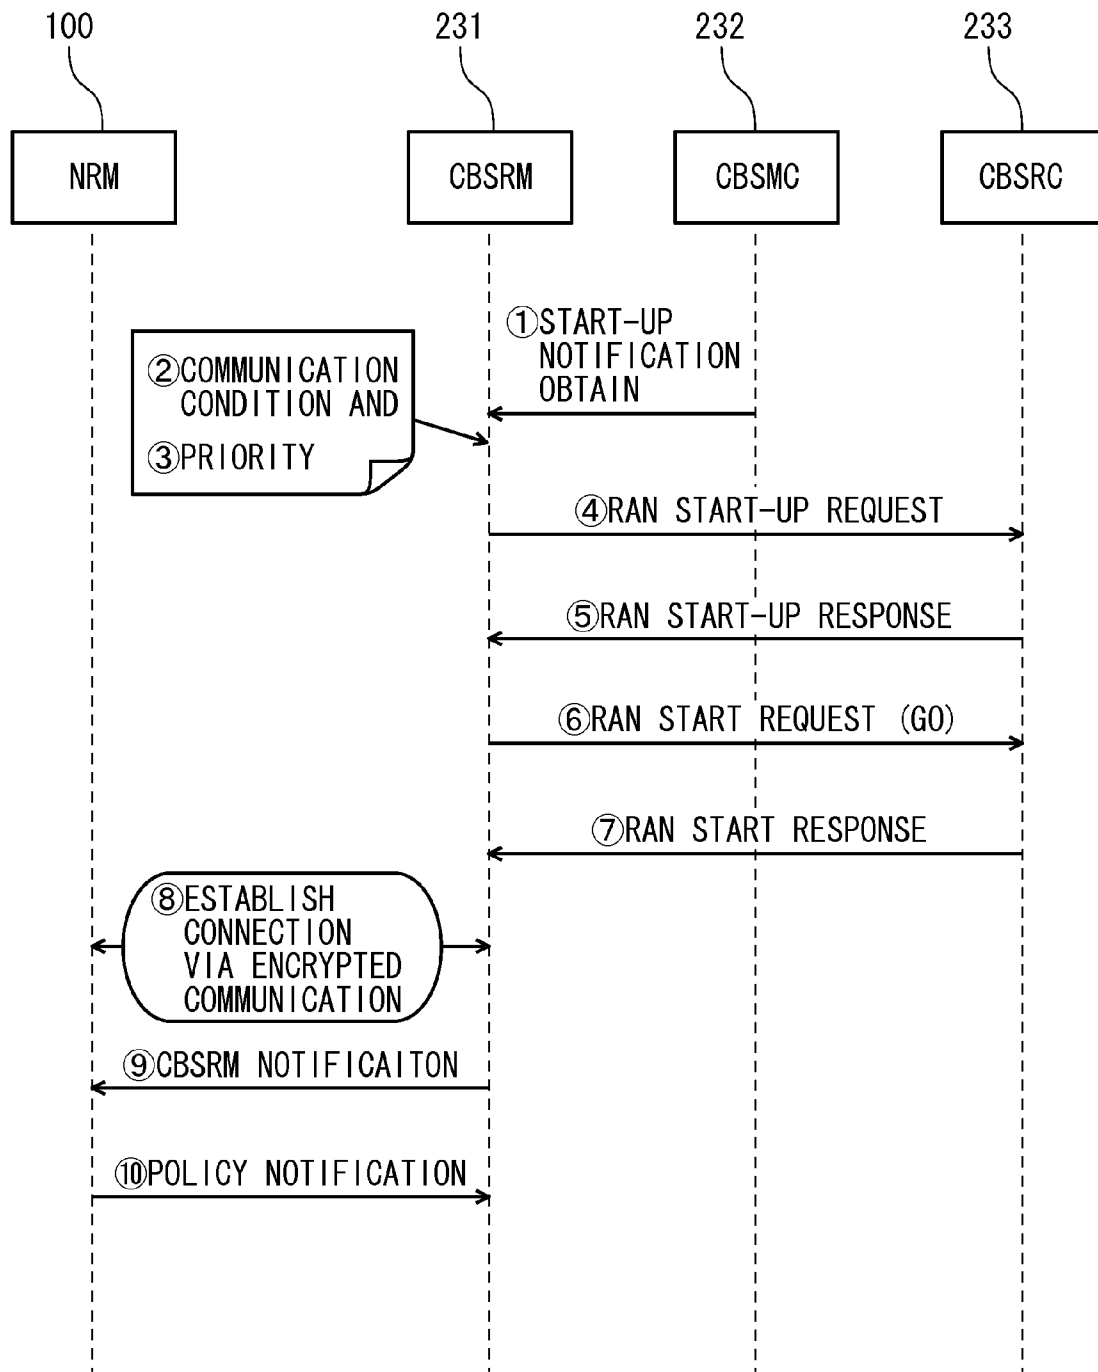 100
231
232
233
NRM
CBSRM
CBSMC
CBSRC
①START-UP
NOTIFICATION
OBTAIN
②COMMUNICATION
CONDITION AND
③PRIORITY
④RAN START-UP REQUEST
⑤RAN START-UP RESPONSE
⑥RAN START REQUEST (GO)
⑦RAN START RESPONSE
⑧ESTABLISH
CONNECTION
VIA ENCRYPTED
COMMUNICATION
⑨CBSRM NOTIFICAITON
⑩POLICY NOTIFICATION